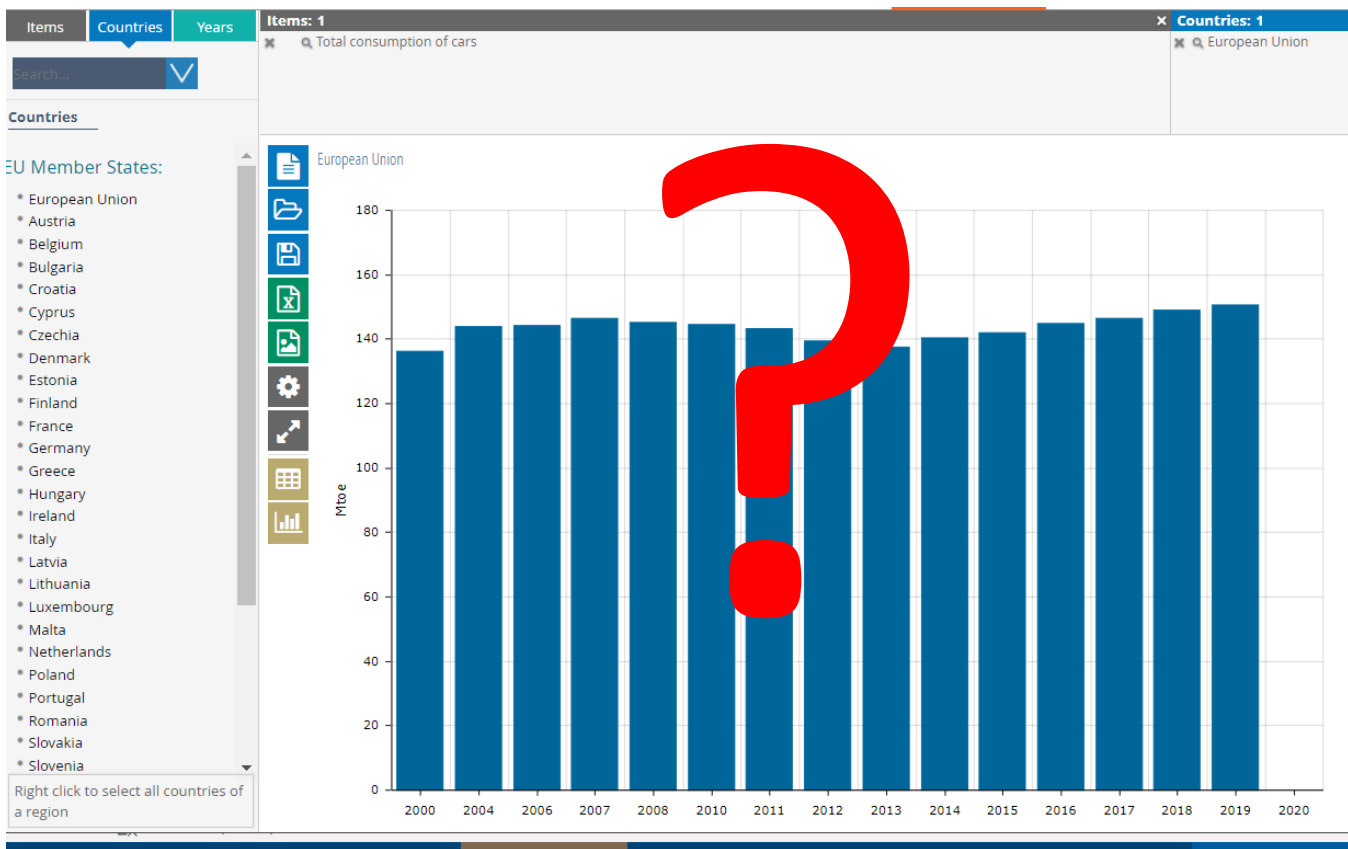 Items Countries Years
Search...
Countries
EU Member States:
European Union
Austria
Belgium
Bulgaria
Croatia
Cyprus
Czechia
Denmark
Estonia
Finland
France
Germany
Greece
Hungary
Ireland
Italy
Latvia
Lithuania
Luxembourg
Malta
Netherlands
Poland
Portugal
Romania
Slovakia
Slovenia
Right click to select all countries of
a region
Items: 1
Total consumption of cars
Countries: 1
European Union
European Union
180
160
140
120
100
80
60
40
20
0
Mtoe
2000 2004 2006 2007 2008 2010 2011 2012 2013 2014 2015 2016 2017 2018 2019 2020
?